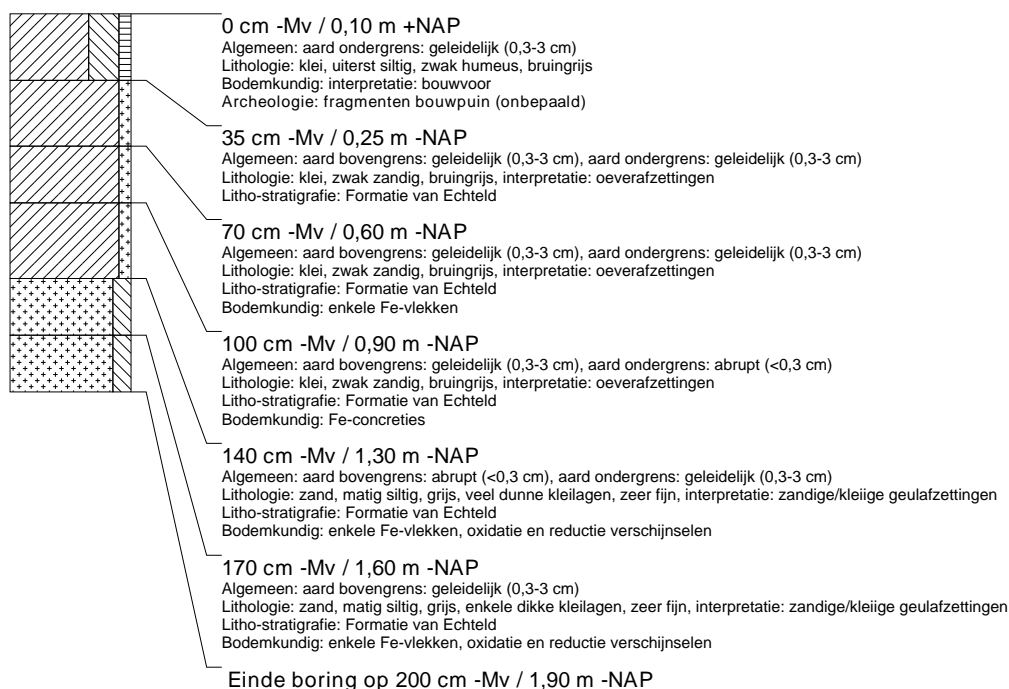 0 cm -Mv / 0,10 m +NAP
Algemeen: aard ondergrens: geleidelijk (0,3-3 cm)
Lithologie: klei, uiterst siltig, zwak humeus, bruingrijs
Bodemkundig: interpretatie: bouwvoor
Archeologie: fragmenten bouwpuin (onbepaald)
35 cm -Mv / 0,25 m -NAP
Algemeen: aard bovengrens: geleidelijk (0,3-3 cm), aard ondergrens: geleidelijk (0,3-3 cm)
Lithologie: klei, zwak zandig, bruingrijs, interpretatie: oeverafzettingen
Litho-stratigrafie: Formatie van Echteld
70 cm -Mv / 0,60 m -NAP
Algemeen: aard bovengrens: geleidelijk (0,3-3 cm), aard ondergrens: geleidelijk (0,3-3 cm)
Lithologie: klei, zwak zandig, bruingrijs, interpretatie: oeverafzettingen
Litho-stratigrafie: Formatie van Echteld
Bodemkundig: enkele Fe-vlekken
100 cm -Mv / 0,90 m -NAP
Algemeen: aard bovengrens: geleidelijk (0,3-3 cm), aard ondergrens: abrupt (<0,3 cm)
Lithologie: klei, zwak zandig, bruingrijs, interpretatie: oeverafzettingen
Litho-stratigrafie: Formatie van Echteld
Bodemkundig: Fe-concreties
140 cm -Mv / 1,30 m -NAP
Algemeen: aard bovengrens: abrupt (<0,3 cm), aard ondergrens: geleidelijk (0,3-3 cm)
Lithologie: zand, matig siltig, grijs, veel dunne kleilagen, zeer fijn, interpretatie: zandige/kleiige geulafzettingen
Litho-stratigrafie: Formatie van Echteld
Bodemkundig: enkele Fe-vlekken, oxidatie en reductie verschijnselen
170 cm -Mv / 1,60 m -NAP
Algemeen: aard bovengrens: geleidelijk (0,3-3 cm)
Lithologie: zand, matig siltig, grijs, enkele dikke kleilagen, zeer fijn, interpretatie: zandige/kleiige geulafzettingen
Litho-stratigrafie: Formatie van Echteld
Bodemkundig: enkele Fe-vlekken, oxidatie en reductie verschijnselen
Einde boring op 200 cm -Mv / 1,90 m -NAP